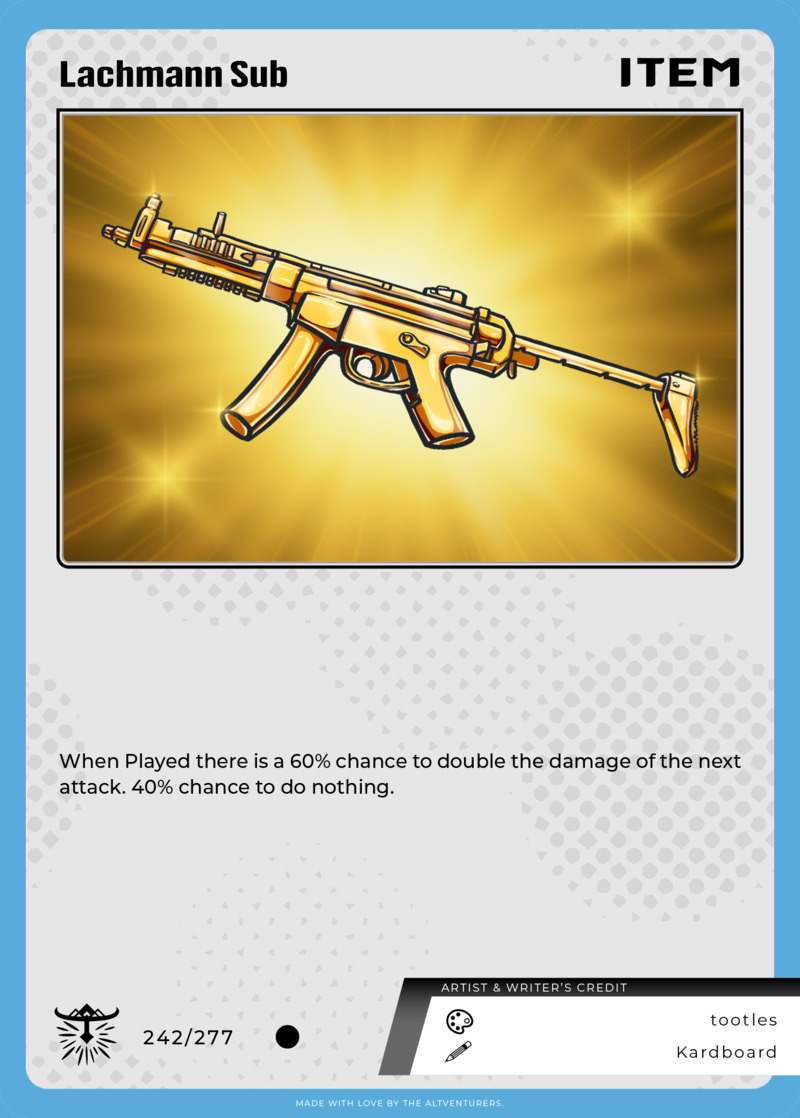 Lachmann Sub
ITEM
When Played there is a 60% chance to double the damage of the next
attack. 40% chance to do nothing.
ARTIST & WRITER'S CREDIT
tootles
Kardboard
242/277
MADE WITH LOVE BY THE ALTVENTURERS.